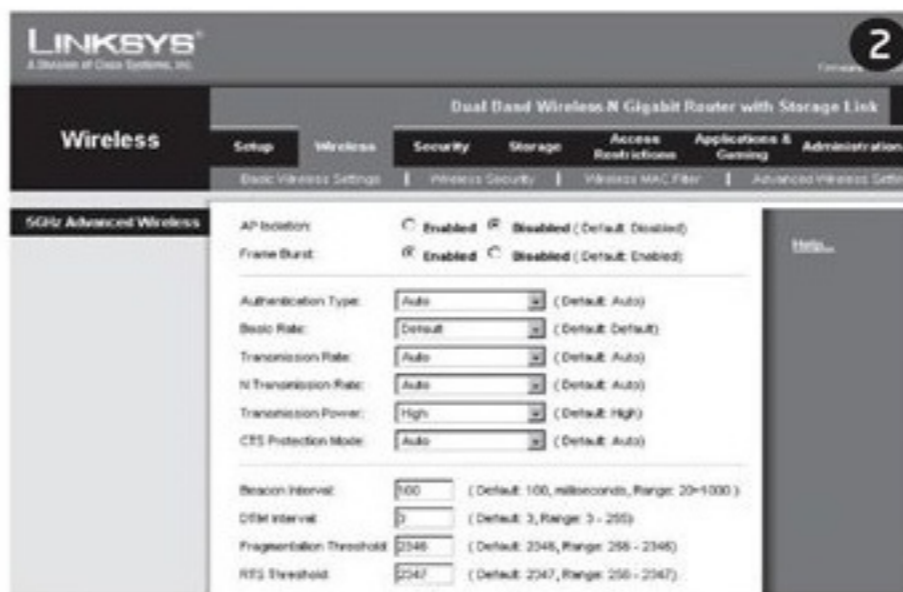 LINKSYS®
A Division of Cisco Systems, Inc.
2
Firmware
Dual Band Wireless-N Gigabit Router with Storage Link
Wireless
Setup Wireless Security Storage Access Restrictions Applications & Gaming Administration
Basic Wireless Settings | Wireless Security | Wireless MAC Filter | Advanced Wireless
5GHz Advanced Wireless
AP Isolation: Enabled Disabled (Default: Disabled)
Frame Burst: Enabled Disabled (Default: Enabled)
Help...
Authentication Type: Auto (Default: Auto)
Basic Rate: Default (Default: Default)
Transmission Rate: Auto (Default: Auto)
N Transmission Rate: Auto (Default: Auto)
Transmission Power: High (Default: High)
CTS Protection Mode: Auto (Default: Auto)
Beacon Interval: 100 (Default: 100, milliseconds, Range: 20~1000)
DTIM Interval: 3 (Default: 3, Range: 3 - 255)
Fragmentation Threshold: 2346 (Default: 2346, Range: 256 - 2346)
RTS Threshold: 2347 (Default: 2347, Range: 256 - 2347)